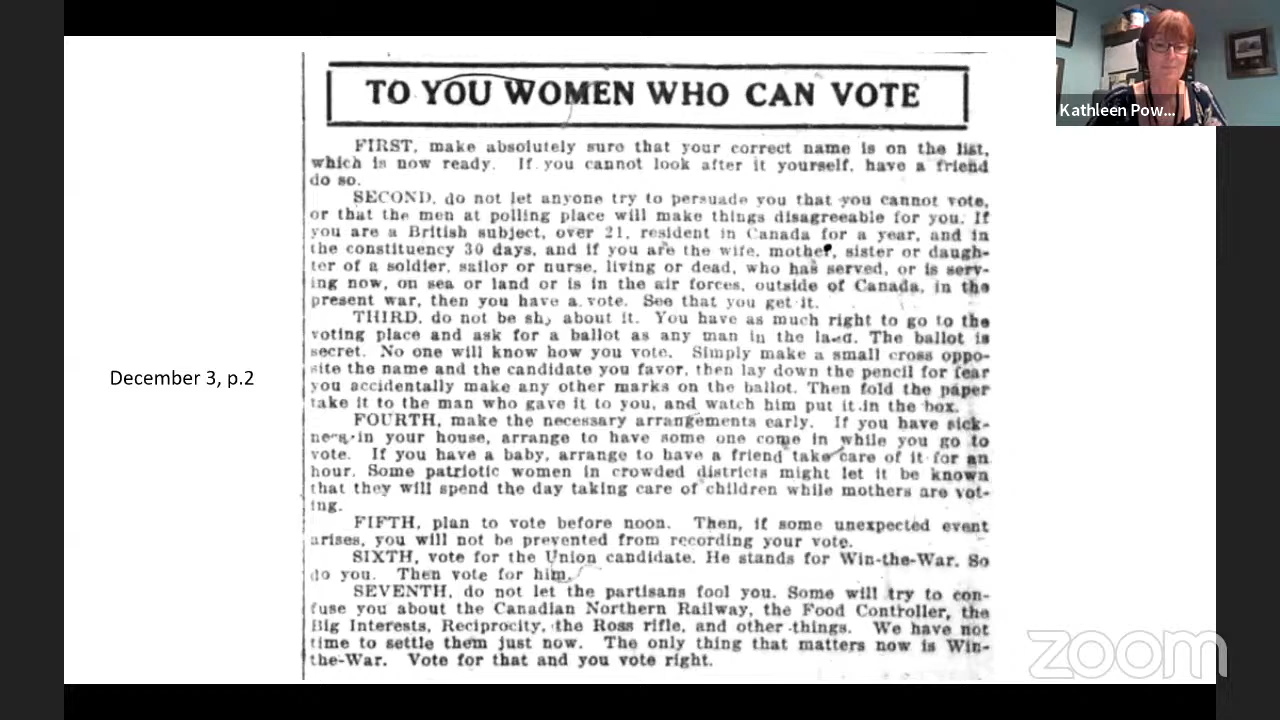 TO YOU WOMEN WHO CAN VOTE
FIRST, make absolutely sure that your correct name is on the list,
which is now ready. If you cannot look after it yourself, have a friend
do so.
SECOND, do not let anyone try to persuade you that you cannot vote,
or that the men at polling place will make things disagreeable for you. If
you are a British subject, over 21, resident in Canada for a year, and in
the constituency 30 days, and if you are the wife, mother, sister or daugh-
ter of a soldier, sailor or nurse, living or dead, who has served, or is serv-
ing now, on sea or land or is in the air forces, outside of Canada, in the
present war, then you have a vote. See that you get it.
THIRD, do not be shy about it. You have as much right to go to the
voting place and ask for a ballot as any man in the land. The ballot is
secret. No one will know how you vote. Simply make a small cross oppo-
site the name and the candidate you favor, then lay down the pencil for fear
you accidentally make any other marks on the ballot. Then fold the paper
take it to the man who gave it to you, and watch him put it in the box.
FOURTH, make the necessary arrangements early. If you have sick-
ness in your house, arrange to have some one come in while you go to
vote. If you have a baby, arrange to have a friend take care of it for an
hour. Some patriotic women in crowded districts might let it be known
that they will spend the day taking care of children while mothers are vot-
ing.
FIFTH, plan to vote before noon. Then, if some unexpected event
arises, you will not be prevented from recording your vote.
SIXTH, vote for the Union candidate. He stands for Win-the-War. So
do you. Then vote for him.
SEVENTH, do not let the partisans fool you. Some will try to con-
fuse you about the Canadian Northern Railway, the Food Controller, the
Big Interests, Reciprocity, the Ross rifle, and other things. We have not
time to settle them just now. The only thing that matters now is Win-
the-War. Vote for that and you vote right.
December 3, p.2
Kathleen Pow...
zoom